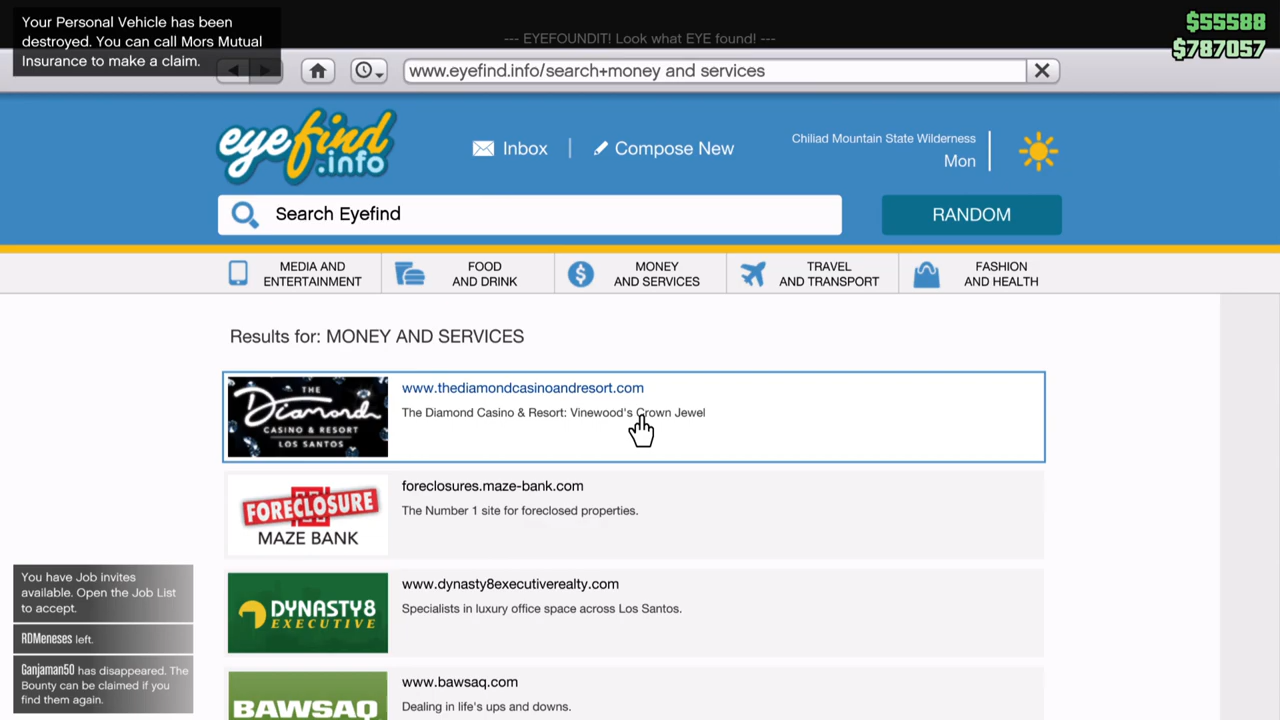 Your Personal Vehicle has been
destroyed. You can call Mors Mutual
Insurance to make a claim.
$55588
$787057
--- EYEFOUNDIT! Look what EYE found! ---
www.eyefind.info/search+money and services
eyefind
.info
Inbox
Compose New
Chiliad Mountain State Wilderness
Mon
Search Eyefind
RANDOM
MEDIA AND
ENTERTAINMENT
FOOD
AND DRINK
MONEY
AND SERVICES
TRAVEL
AND TRANSPORT
FASHION
AND HEALTH
Results for: MONEY AND SERVICES
THE
Diamond
CASINO & RESORT
LOS SANTOS
www.thediamondcasinoandresort.com
The Diamond Casino & Resort: Vinewood's Crown Jewel
FORECLOSURE
MAZE BANK
foreclosures.maze-bank.com
The Number 1 site for foreclosed properties.
DYNASTY8
EXECUTIVE
www.dynasty8executiverealty.com
Specialists in luxury office space across Los Santos.
BAWSAQ
www.bawsaq.com
Dealing in life's ups and downs.
You have Job invites
available. Open the Job List
to accept.
RDMeneses left.
Ganjaman50 has disappeared. The
Bounty can be claimed if you
find them again.